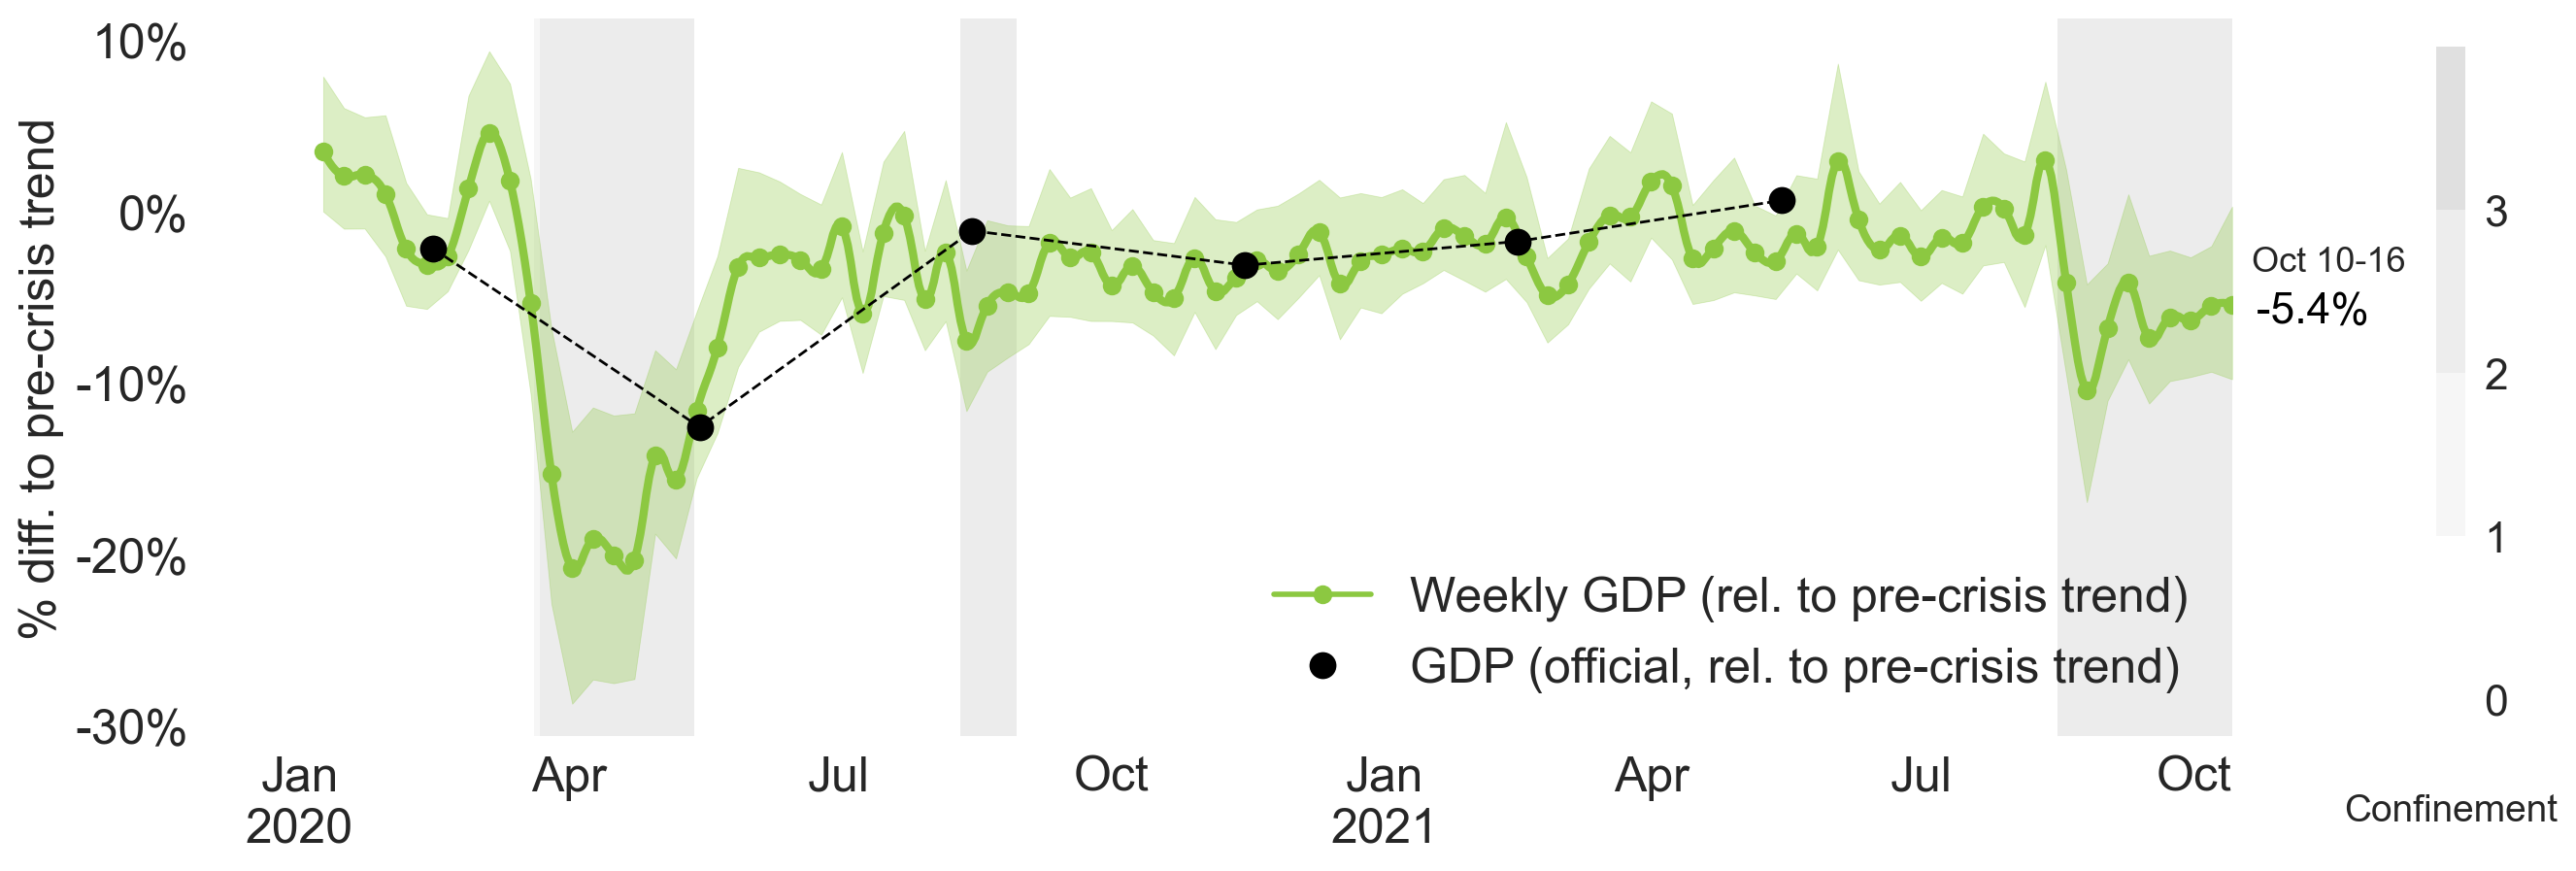 % diff. to pre-crisis trend
10%
0%
-10%
-20%
-30%
Jan
2020
Apr
Jul
Oct
Jan
2021
Apr
Jul
Oct
Weekly GDP (rel. to pre-crisis trend)
GDP (official, rel. to pre-crisis trend)
Oct 10-16
-5.4%
3
2
1
0
Confinement